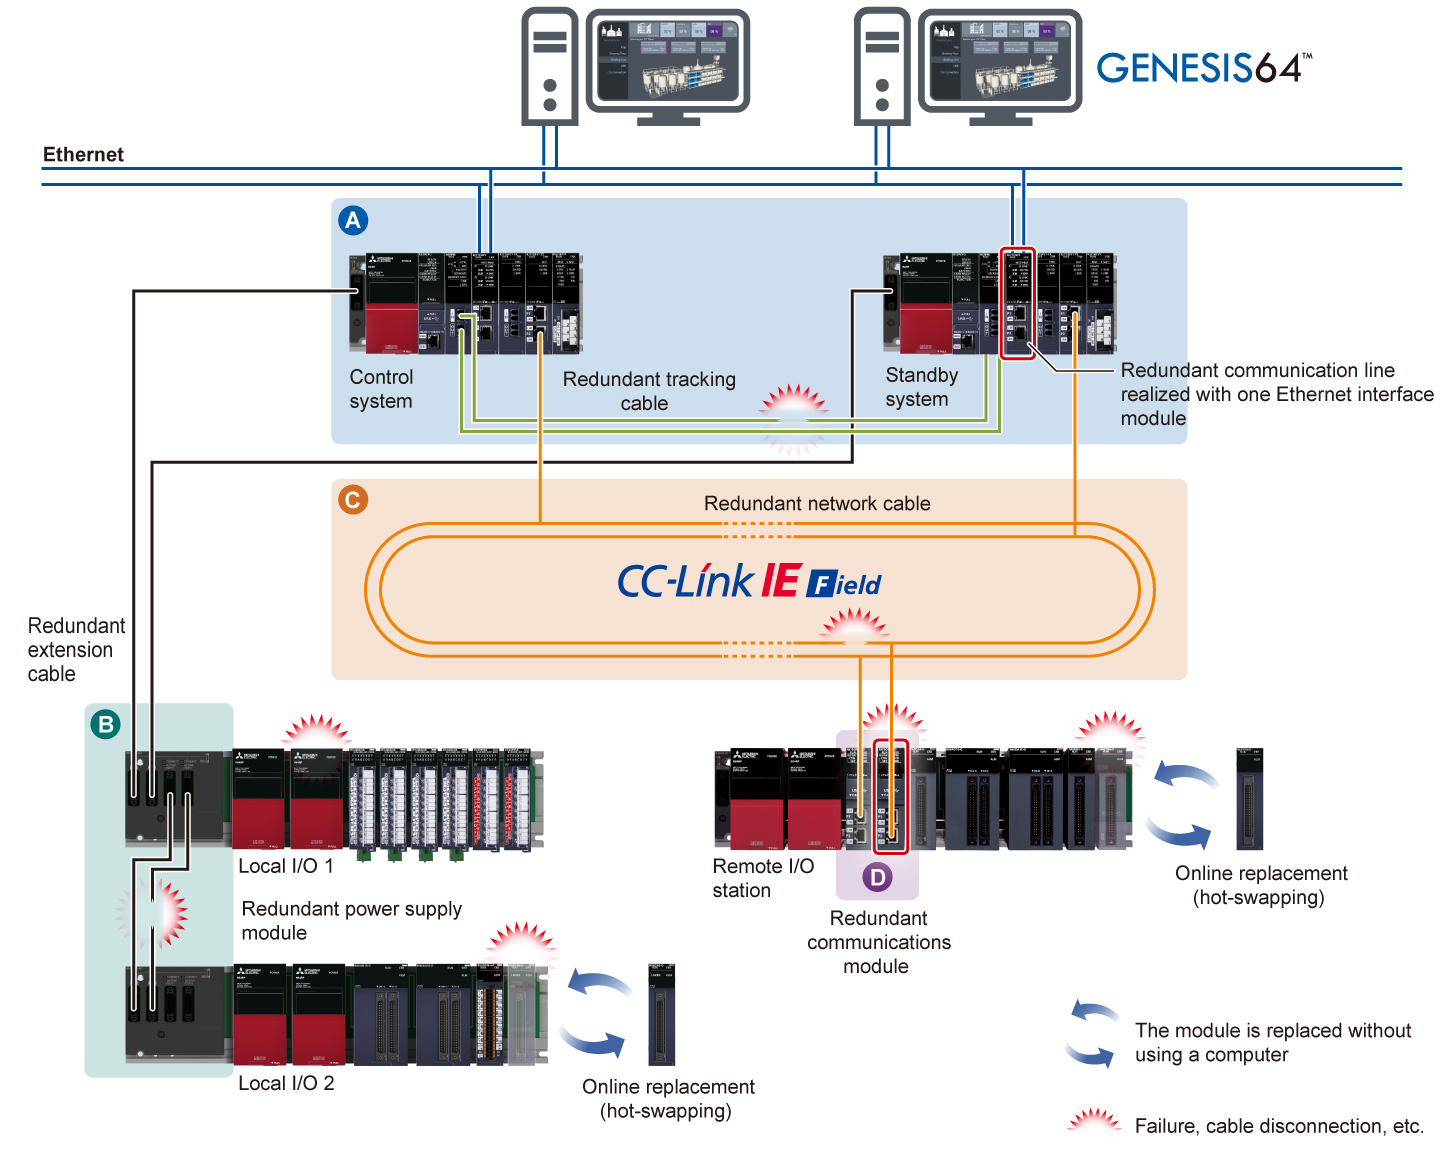 GENESIS64™
Ethernet
A
Control
system
Redundant tracking
cable
Standby
system
Redundant communication line
realized with one Ethernet interface
module
C
Redundant network cable
CC-Link IE Field
Redundant
extension
cable
B
Local I/O 1
Redundant power supply
module
Local I/O 2
Online replacement
(hot-swapping)
Remote I/O
station
D
Redundant
communications
module
Online replacement
(hot-swapping)
The module is replaced without
using a computer
Failure, cable disconnection, etc.